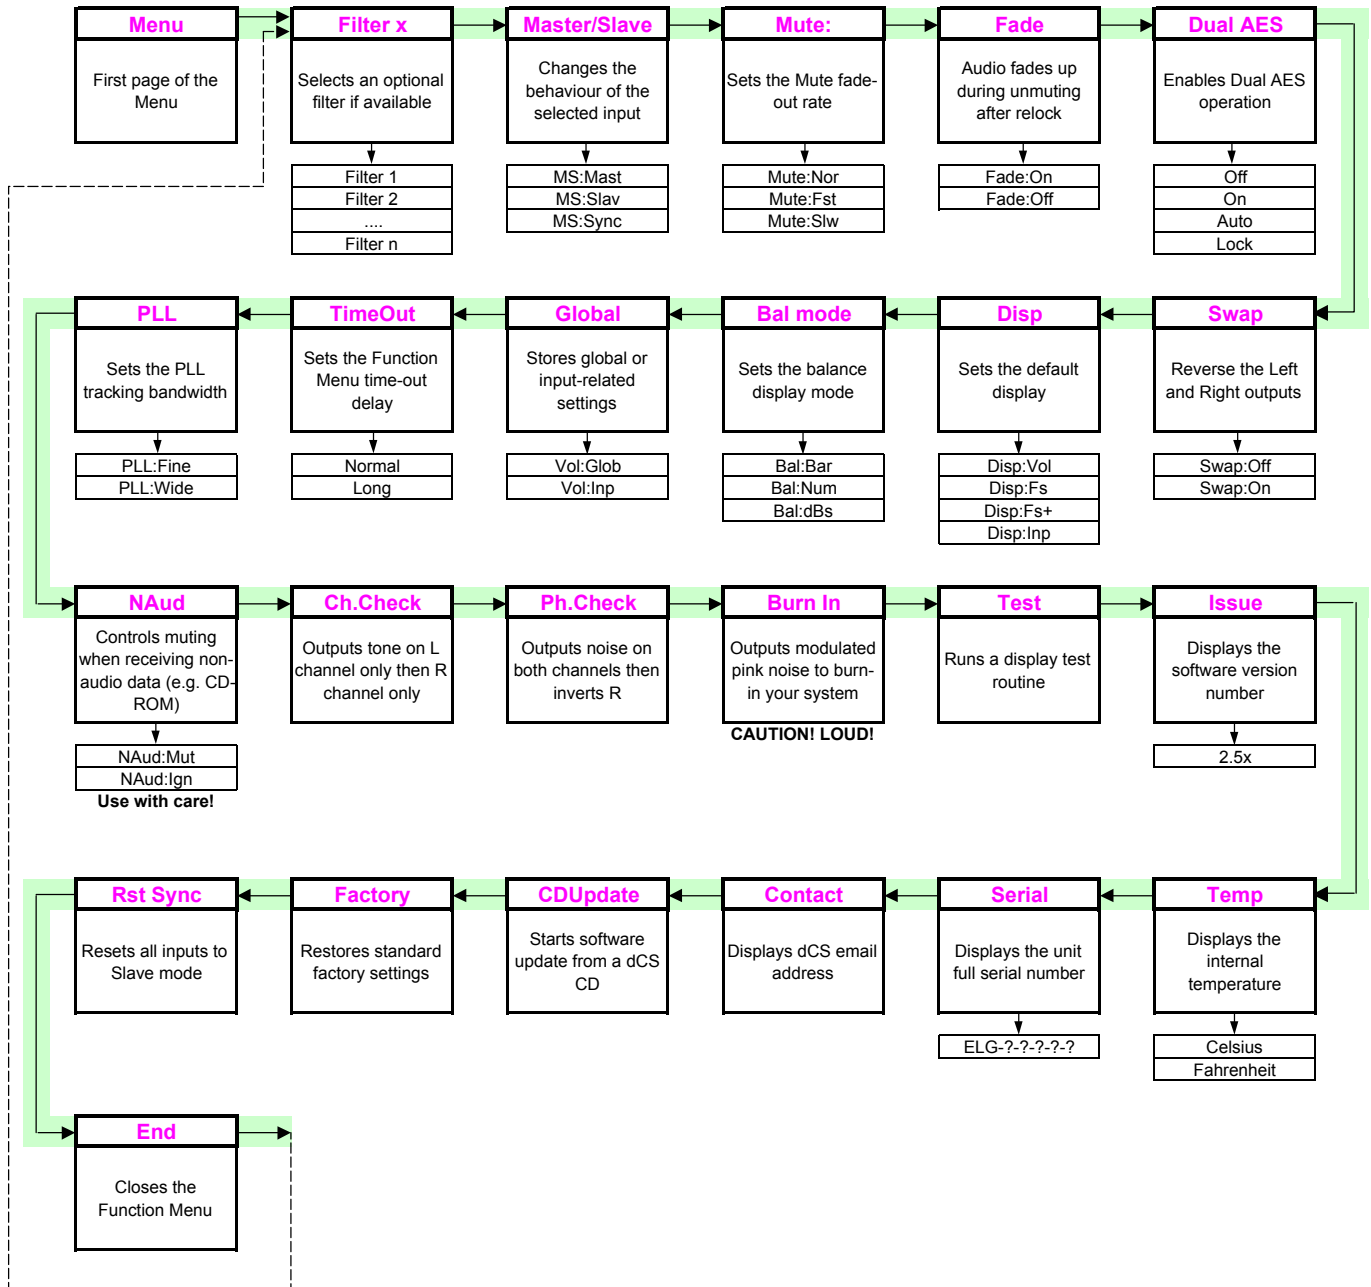 Menu
First page of the
Menu
Filter x
Selects an optional
filter if available
Filter 1
Filter 2
....
Filter n
Master/Slave
Changes the
behaviour of the
selected input
MS:Mast
MS:Slav
MS:Sync
Mute:
Sets the Mute fade-
out rate
Mute:Nor
Mute:Fst
Mute:Slw
Fade
Audio fades up
during unmuting
after relock
Fade:On
Fade:Off
Dual AES
Enables Dual AES
operation
Off
On
Auto
Lock
PLL
Sets the PLL
tracking bandwidth
PLL:Fine
PLL:Wide
TimeOut
Sets the Function
Menu time-out
delay
Normal
Long
Global
Stores global or
input-related
settings
Vol:Glob
Vol:Inp
Bal mode
Sets the balance
display mode
Bal:Bar
Bal:Num
Bal:dBs
Disp
Sets the default
display
Disp:Vol
Disp:Fs
Disp:Fs+
Disp:Inp
Swap
Reverse the Left
and Right outputs
Swap:Off
Swap:On
NAud
Controls muting
when receiving non-
audio data (e.g. CD-
ROM)
NAud:Mut
NAud:Ign
Use with care!
Ch.Check
Outputs tone on L
channel only then R
channel only
Ph.Check
Outputs noise on
both channels then
inverts R
Burn In
Outputs modulated
pink noise to burn-
in your system
CAUTION! LOUD!
Test
Runs a display test
routine
Issue
Displays the
software version
number
2.5x
Rst Sync
Resets all inputs to
Slave mode
Factory
Restores standard
factory settings
CDUpdate
Starts software
update from a dCS
CD
Contact
Displays dCS email
address
Serial
Displays the unit
full serial number
ELG-?-?-?-?-?
Temp
Displays the
internal
temperature
Celsius
Fahrenheit
End
Closes the
Function Menu